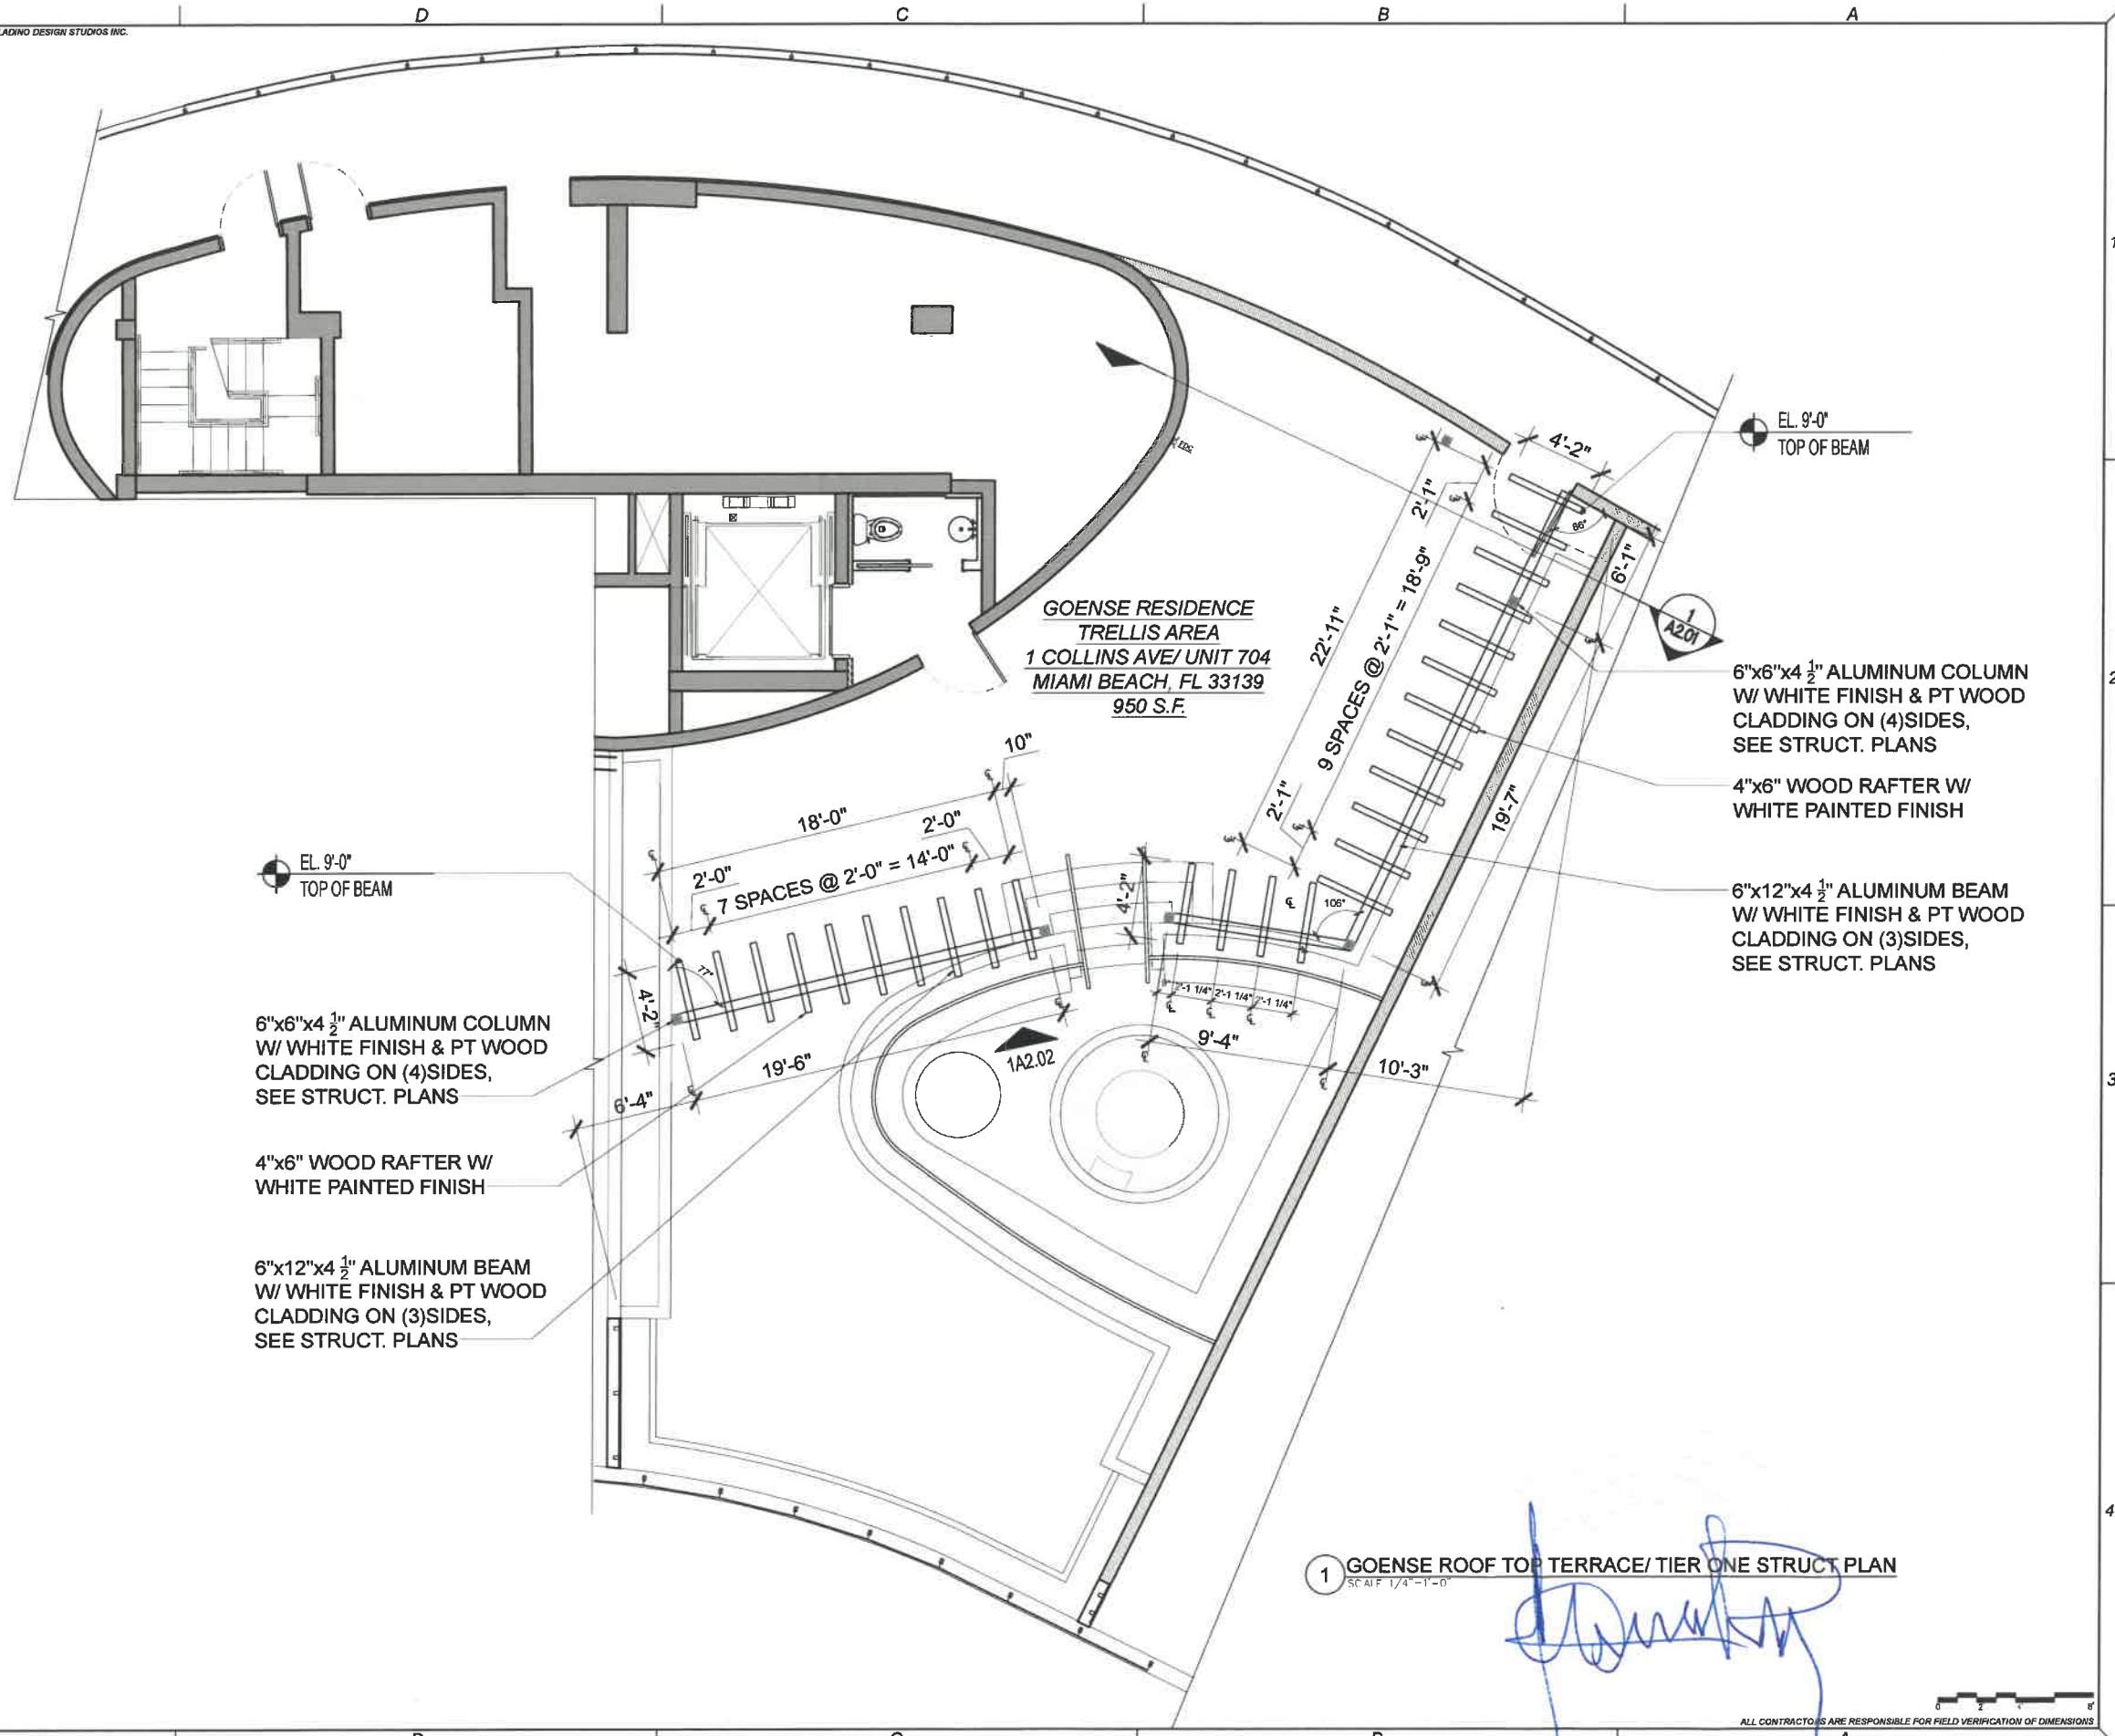 D
C
B
A
LADINO DESIGN STUDIOS INC.
1
EL. 9'-0"
TOP OF BEAM
4'-2"
2'-1"
86°
6'-1"
22'-11"
9 SPACES @ 2'-1" = 18'-9"
2'-1"
19'-7"
1
A2.01
GOENSE RESIDENCE
TRELLIS AREA
1 COLLINS AVE/ UNIT 704
MIAMI BEACH, FL 33139
950 S.F.
6"x6"x4 ½" ALUMINUM COLUMN
W/ WHITE FINISH & PT WOOD
CLADDING ON (4)SIDES,
SEE STRUCT. PLANS
2
4"x6" WOOD RAFTER W/
WHITE PAINTED FINISH
6"x12"x4 ½" ALUMINUM BEAM
W/ WHITE FINISH & PT WOOD
CLADDING ON (3)SIDES,
SEE STRUCT. PLANS
10"
18'-0"
2'-0"
2'-0"
7 SPACES @ 2'-0" = 14'-0"
EL. 9'-0"
TOP OF BEAM
77°
4'-2"
4'-2"
106°
2'-1 1/4"
2'-1 1/4"
9'-4"
10'-3"
19'-6"
6'-4"
1A2.02
6"x6"x4 ½" ALUMINUM COLUMN
W/ WHITE FINISH & PT WOOD
CLADDING ON (4)SIDES,
SEE STRUCT. PLANS
3
4"x6" WOOD RAFTER W/
WHITE PAINTED FINISH
6"x12"x4 ½" ALUMINUM BEAM
W/ WHITE FINISH & PT WOOD
CLADDING ON (3)SIDES,
SEE STRUCT. PLANS
4
1 GOENSE ROOF TOP TERRACE/ TIER ONE STRUCT PLAN
SCALE 1/4"=1'-0"
0 2' 4' 8'
ALL CONTRACTORS ARE RESPONSIBLE FOR FIELD VERIFICATION OF DIMENSIONS